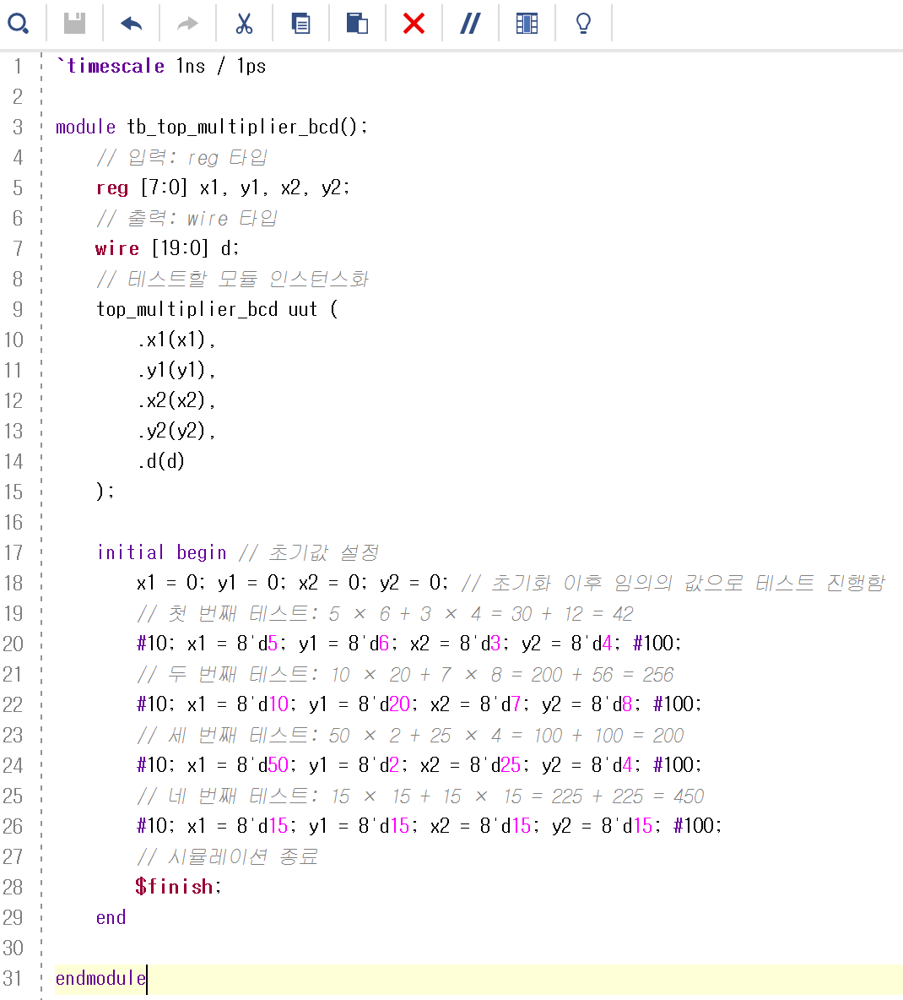 1 `timescale 1ns / 1ps
2
3 module tb_top_multiplier_bcd();
4 // 입력: reg 타입
5 reg [7:0] x1, y1, x2, y2;
6 // 출력: wire 타입
7 wire [19:0] d;
8 // 테스트할 모듈 인스턴스화
9 top_multiplier_bcd uut (
10 .x1(x1),
11 .y1(y1),
12 .x2(x2),
13 .y2(y2),
14 .d(d)
15 );
16
17 initial begin // 초기값 설정
18 x1 = 0; y1 = 0; x2 = 0; y2 = 0; // 초기화 이후 임의의 값으로 테스트 진행함
19 // 첫 번째 테스트: 5 × 6 + 3 × 4 = 30 + 12 = 42
20 #10; x1 = 8'd5; y1 = 8'd6; x2 = 8'd3; y2 = 8'd4; #100;
21 // 두 번째 테스트: 10 × 20 + 7 × 8 = 200 + 56 = 256
22 #10; x1 = 8'd10; y1 = 8'd20; x2 = 8'd7; y2 = 8'd8; #100;
23 // 세 번째 테스트: 50 × 2 + 25 × 4 = 100 + 100 = 200
24 #10; x1 = 8'd50; y1 = 8'd2; x2 = 8'd25; y2 = 8'd4; #100;
25 // 네 번째 테스트: 15 × 15 + 15 × 15 = 225 + 225 = 450
26 #10; x1 = 8'd15; y1 = 8'd15; x2 = 8'd15; y2 = 8'd15; #100;
27 // 시뮬레이션 종료
28 $finish;
29 end
30
31 endmodule